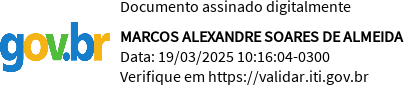 Documento assinado digitalmente
gov.br
MARCOS ALEXANDRE SOARES DE ALMEIDA
Data: 19/03/2025 10:16:04-0300
Verifique em https://validar.iti.gov.br